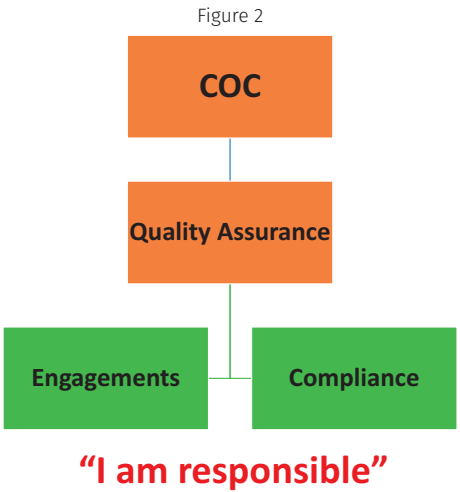 Figure 2
COC
Quality Assurance
Engagements
Compliance
“I am responsible”